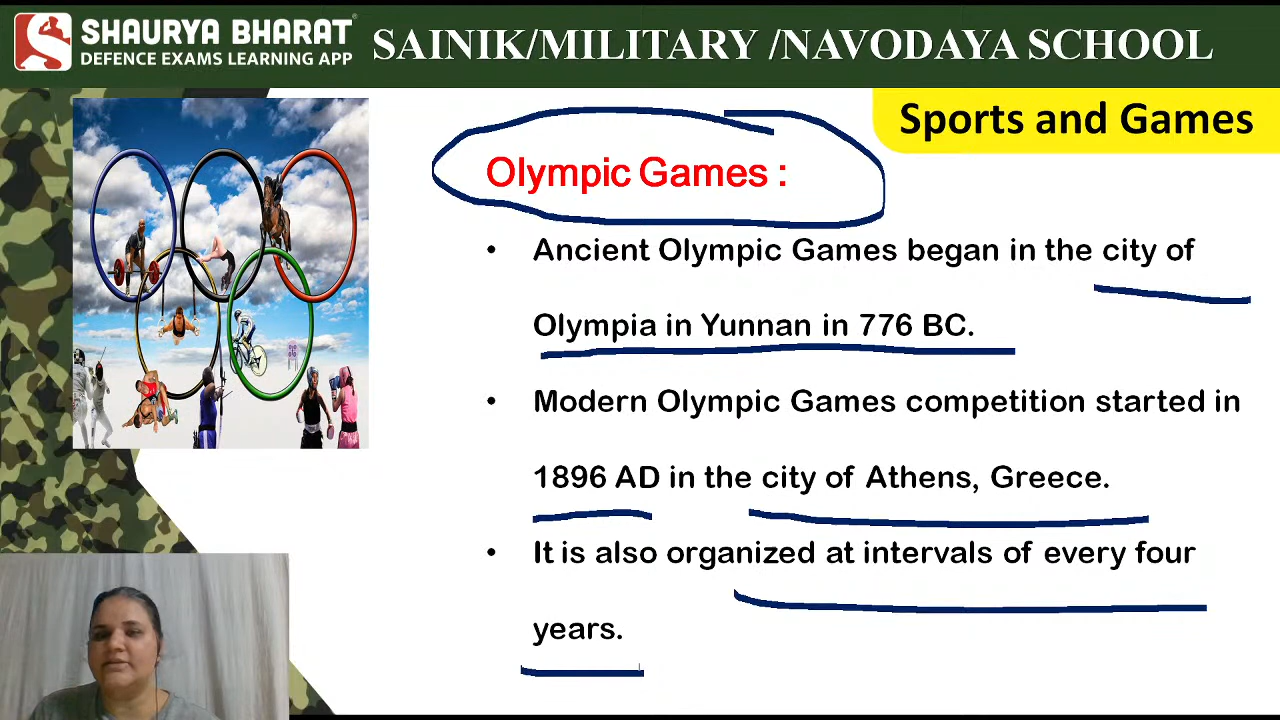 SHAURYA BHARAT
DEFENCE EXAMS LEARNING APP
SAINIK/MILITARY /NAVODAYA SCHOOL
Sports and Games
Olympic Games :
• Ancient Olympic Games began in the city of
Olympia in Yunnan in 776 BC.
• Modern Olympic Games competition started in
1896 AD in the city of Athens, Greece.
• It is also organized at intervals of every four
years.